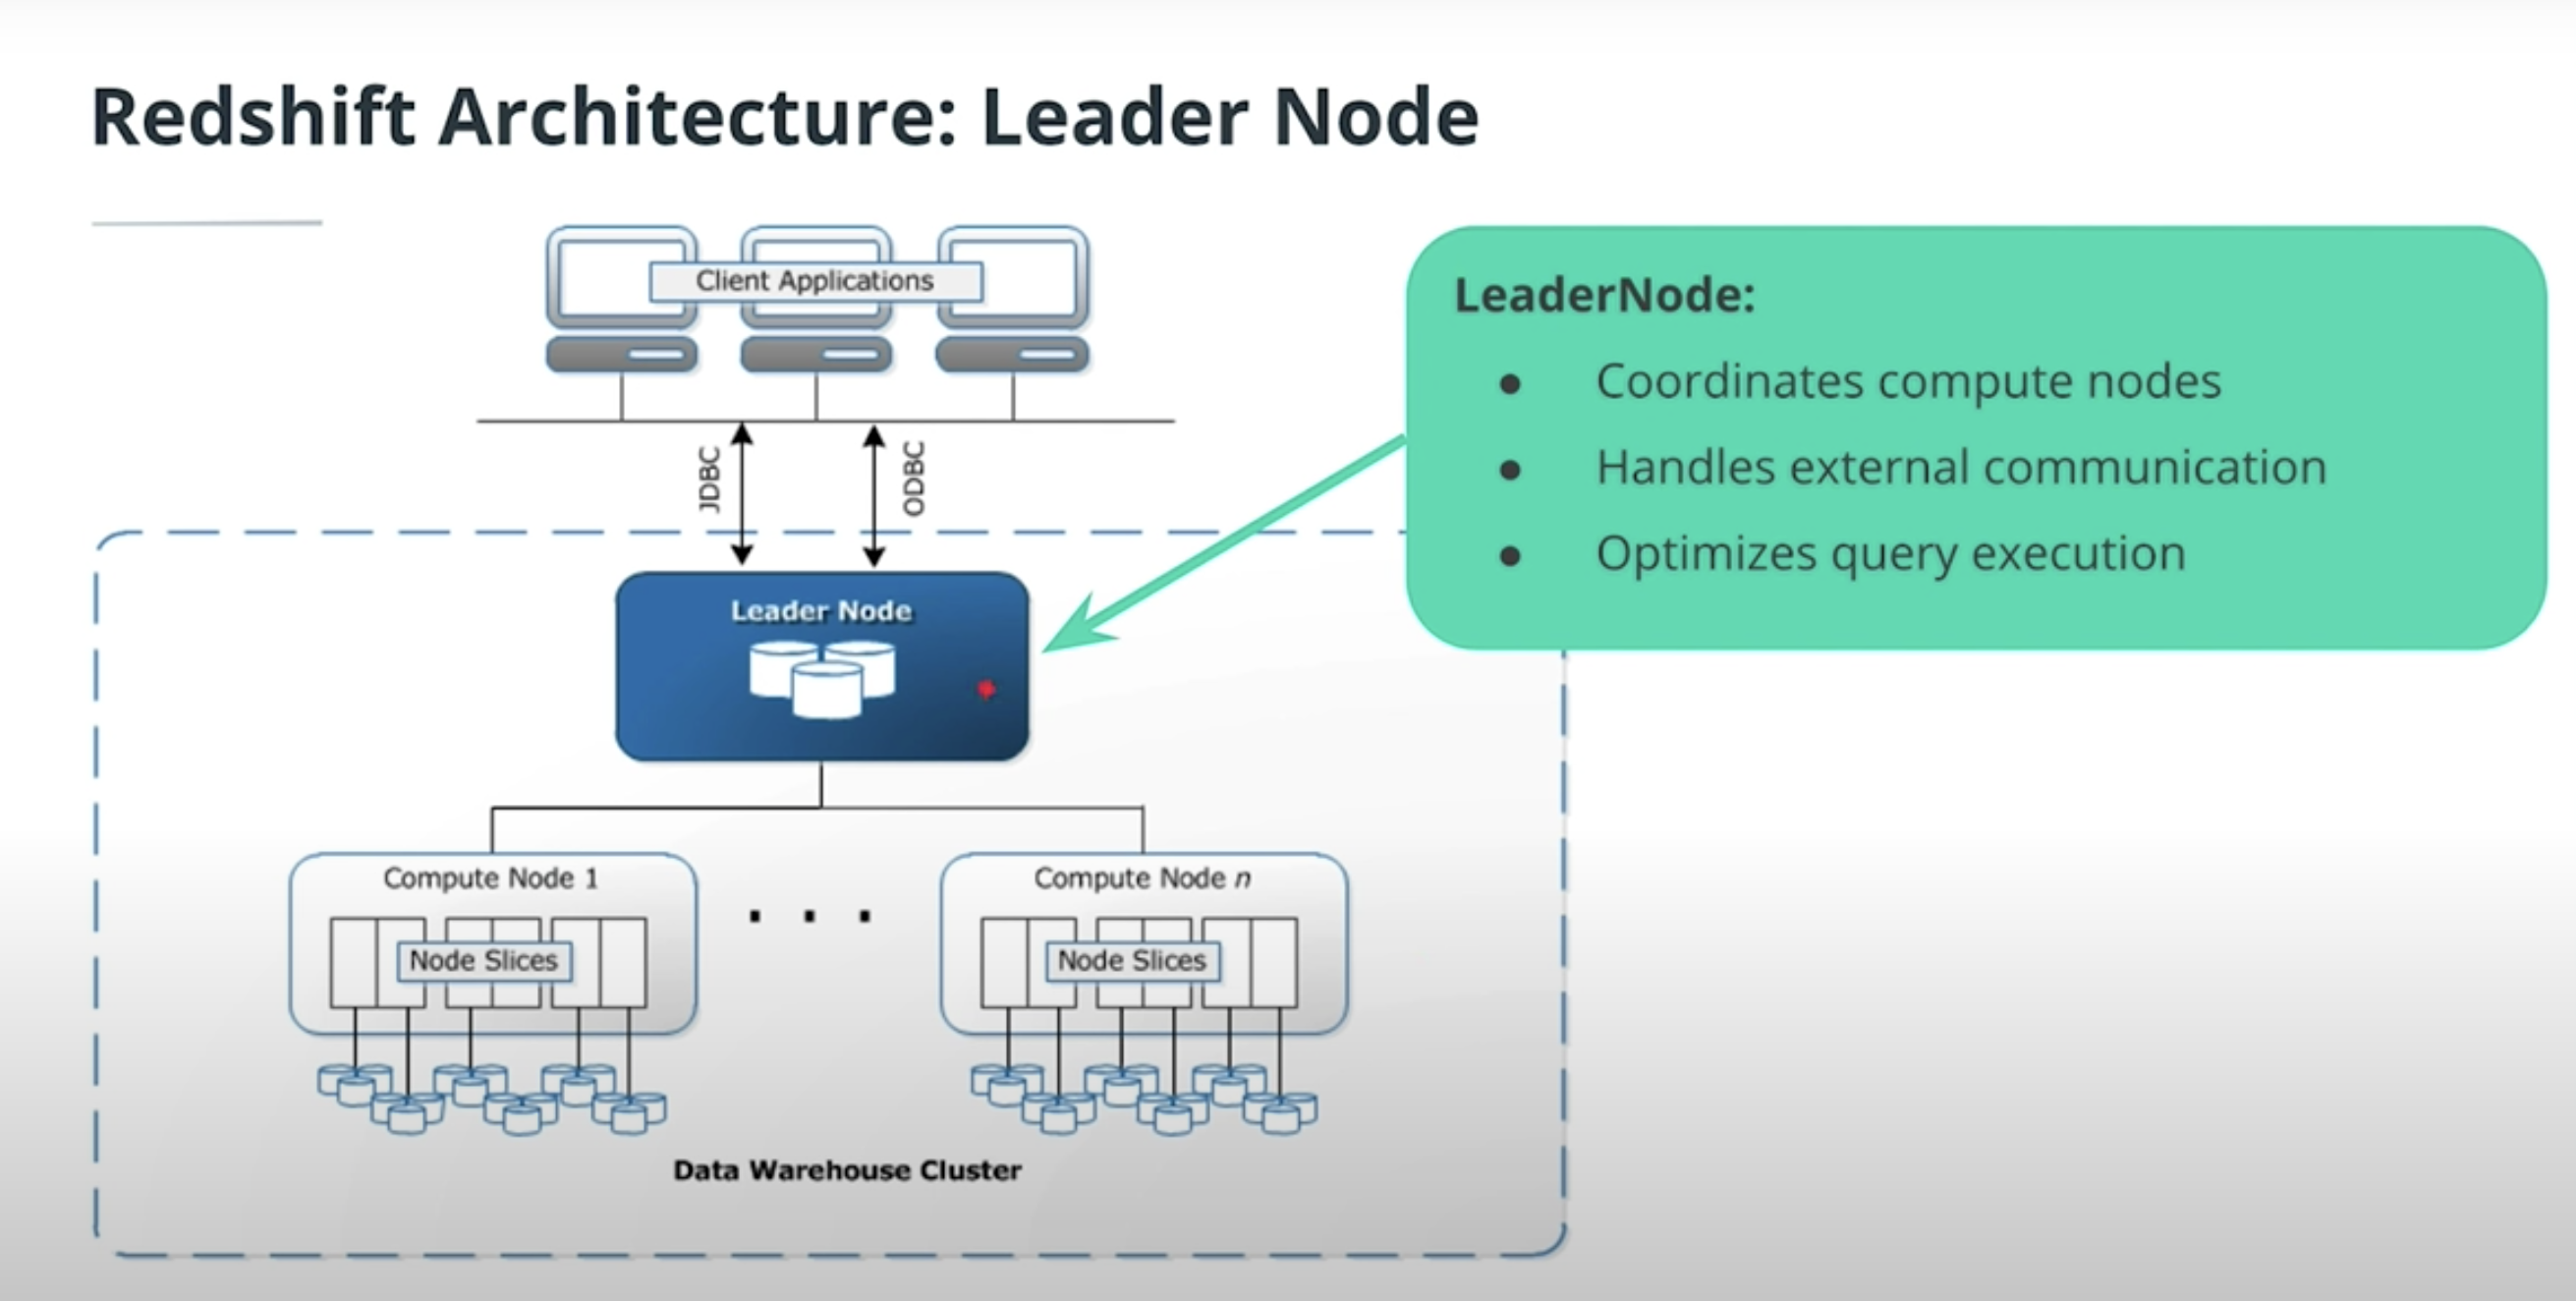 Redshift Architecture: Leader Node
Client Applications
LeaderNode:
● Coordinates compute nodes
● Handles external communication
● Optimizes query execution
JDBC
ODBC
Leader Node
Compute Node 1
. . .
Compute Node n
Node Slices
Node Slices
Data Warehouse Cluster